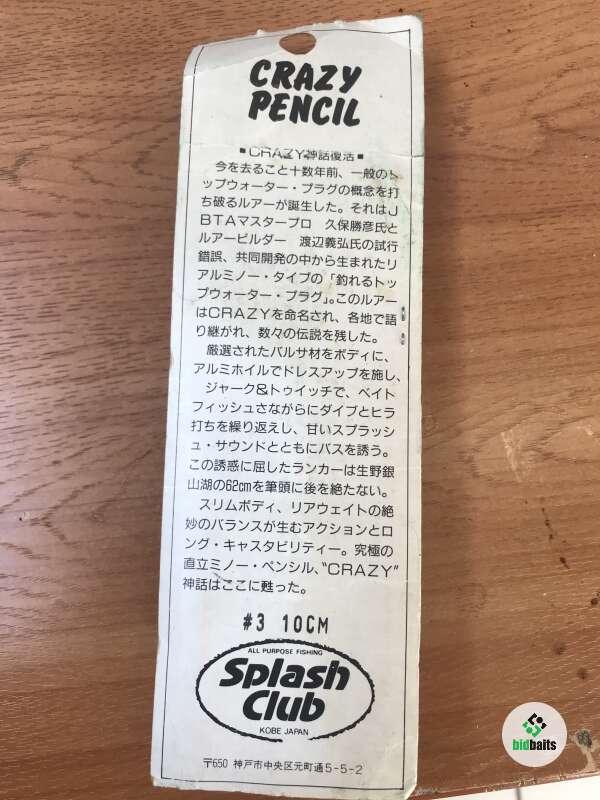 CRAZY
PENCIL
■CRAZY神話復活■
今を去ること十数年前、一般のト
ップウォーター・プラグの概念を打
ち破るルアーが誕生した。それはJ
BTAマスタープロ 久保勝彦氏と
ルアービルダー 渡辺義弘氏の試行
錯誤、共同開発の中から生まれたリ
アルミノー・タイプの「釣れるトッ
プウォーター・プラグ」。このルアー
はCRAZYを命名され、各地で語
り継がれ、数々の伝説を残した。
厳選されたバルサ材をボディに、
アルミホイルでドレスアップを施し、
ジャーク&トゥイッチで、ベイト
フィッシュさながらにダイブとヒラ
打ちを繰り返えし、甘いスプラッシ
ュ・サウンドとともにバスを誘う。
この誘惑に屈したランカーは生野銀
山湖の62cmを筆頭に後を絶たない。
スリムボディ、リアウェイトの絶
妙のバランスが生むアクションとロ
ング・キャスタビリティー。究極の
直立ミノー・ペンシル、"CRAZY"
神話はここに甦った。
#3 10CM
ALL PURPOSE FISHING
Splash
Club
KOBE JAPAN
〒650 神戸市中央区元町通5-5-2
bidbaits